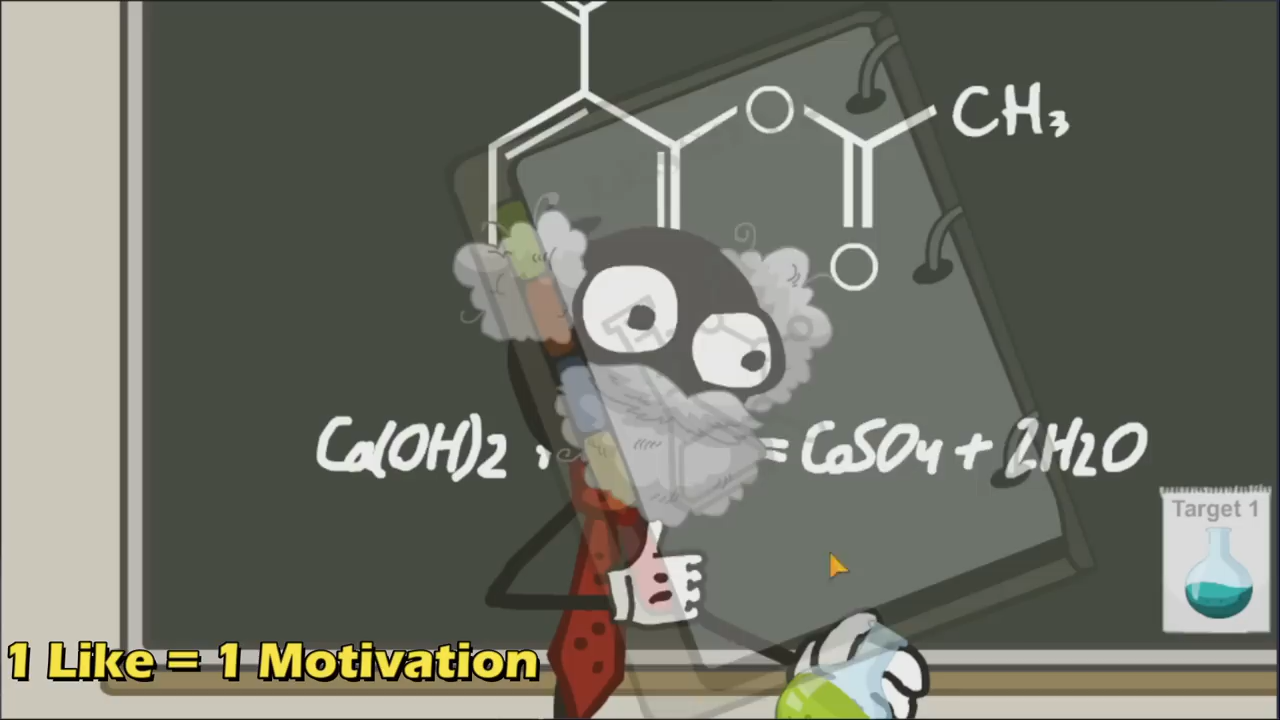 O
CH₃
O
Ca(OH)2 = CaSO4 + 2H2O
Target 1
1 Like = 1 Motivation